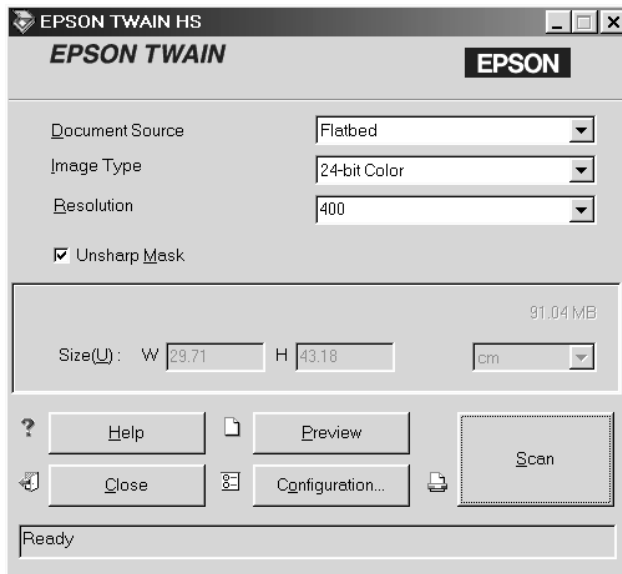 EPSON TWAIN HS
EPSON TWAIN
EPSON
Document Source Flatbed
Image Type 24-bit Color
Resolution 400
Unsharp Mask
91.04 MB
Size(U) : W 29.71 H 43.18 cm
? Help Preview
Scan
Close Configuration...
Ready